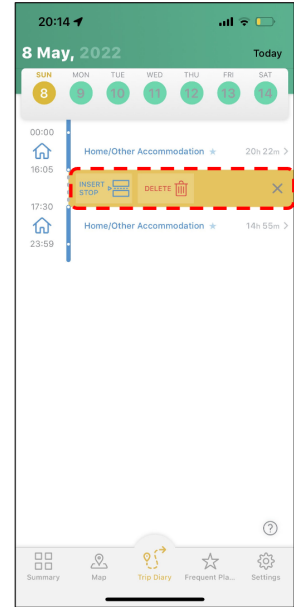 20:14
8 May, 2022 Today
SUN MON TUE WED THU FRI SAT
8 9 10 11 12 13 14
00:00
Home/Other Accommodation 20h 22m >
16:05
INSERT STOP DELETE
17:30
Home/Other Accommodation 14h 55m >
23:59
?
Summary Map Trip Diary Frequent Pla... Settings